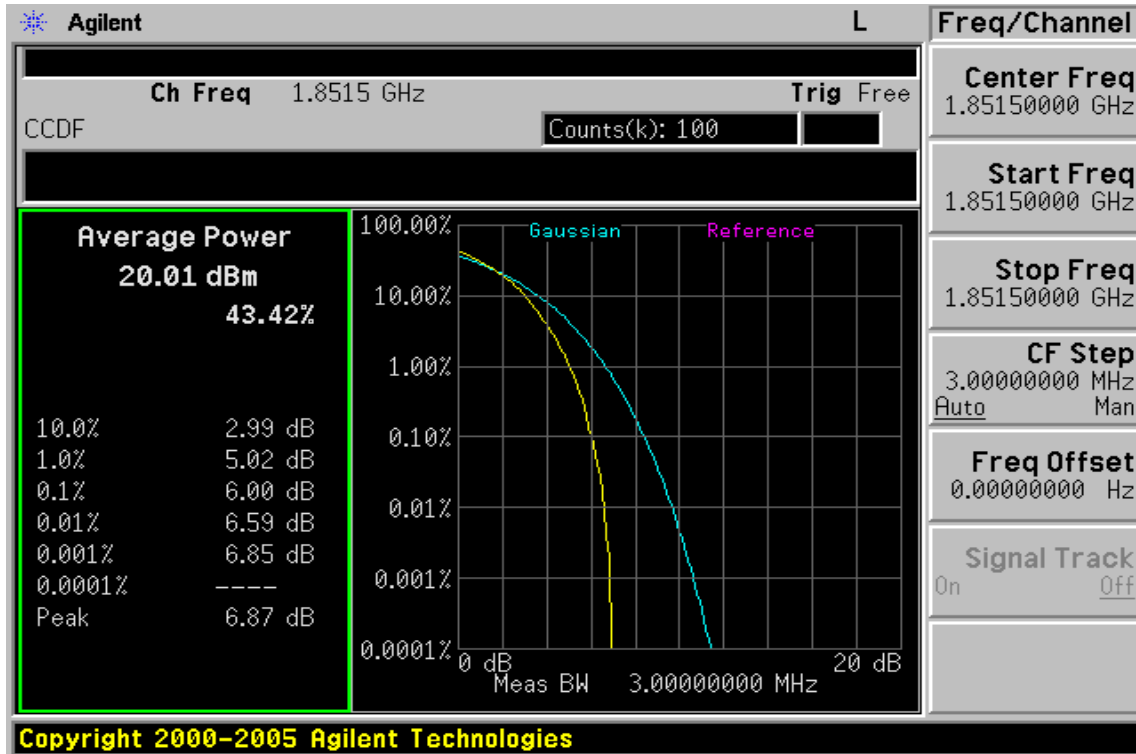 Agilent L Freq/Channel
Ch Freq 1.8515 GHz Trig Free
CCDF Counts(k): 100
Average Power
20.01 dBm
43.42%
10.0% 2.99 dB
1.0% 5.02 dB
0.1% 6.00 dB
0.01% 6.59 dB
0.001% 6.85 dB
0.0001% ----
Peak 6.87 dB
100.00% Gaussian Reference
10.00%
1.00%
0.10%
0.01%
0.001%
0.0001%
0 dB 20 dB
Meas BW 3.00000000 MHz
Center Freq
1.85150000 GHz
Start Freq
1.85150000 GHz
Stop Freq
1.85150000 GHz
CF Step
3.00000000 MHz
Auto Man
Freq Offset
0.00000000 Hz
Signal Track
On Off
Copyright 2000-2005 Agilent Technologies